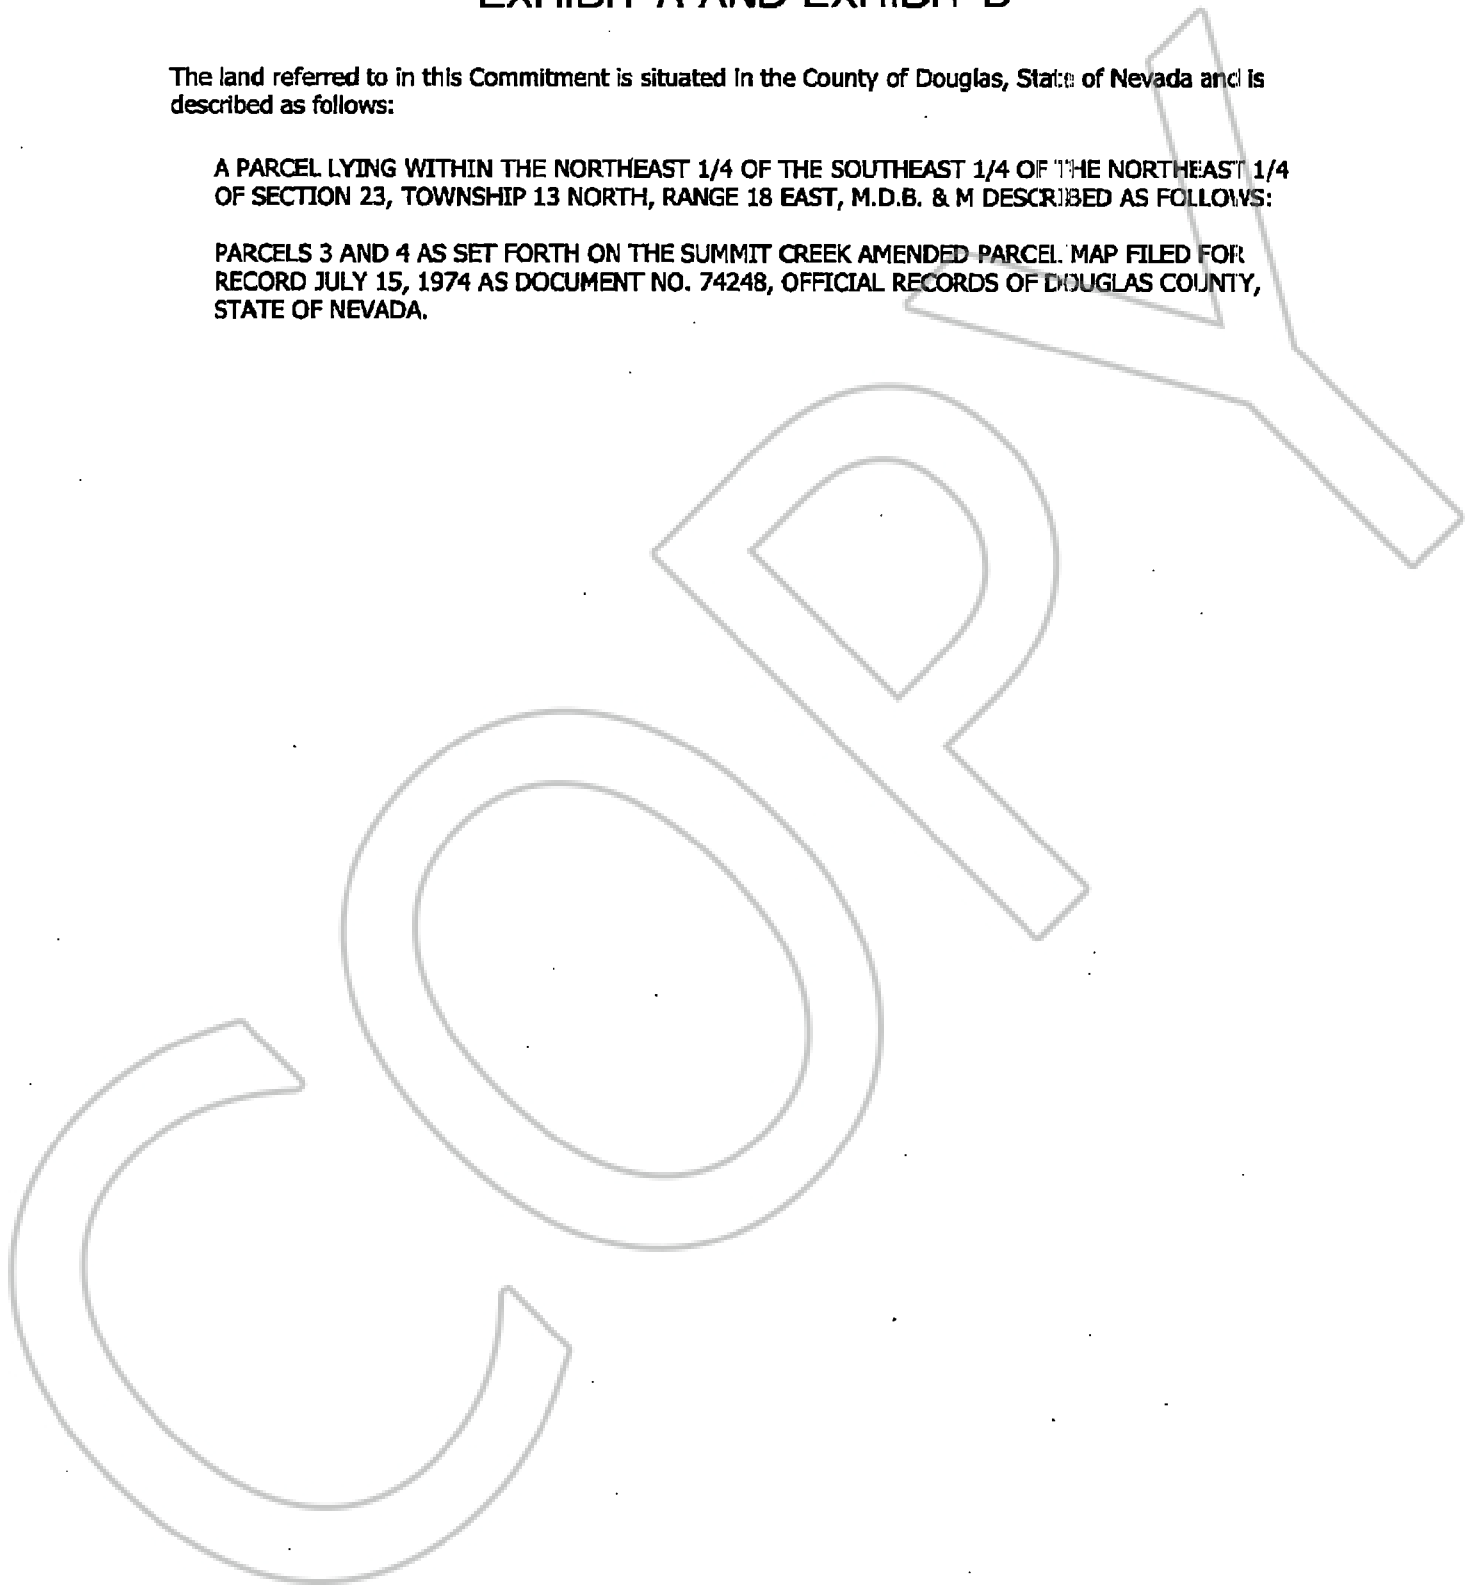 EXHIBIT A AND EXHIBIT B
The land referred to in this Commitment is situated in the County of Douglas, State of Nevada and is
described as follows:
A PARCEL LYING WITHIN THE NORTHEAST 1/4 OF THE SOUTHEAST 1/4 OF THE NORTHEAST 1/4
OF SECTION 23, TOWNSHIP 13 NORTH, RANGE 18 EAST, M.D.B. & M DESCRIBED AS FOLLOWS:
PARCELS 3 AND 4 AS SET FORTH ON THE SUMMIT CREEK AMENDED PARCEL MAP FILED FOR
RECORD JULY 15, 1974 AS DOCUMENT NO. 74248, OFFICIAL RECORDS OF DOUGLAS COUNTY,
STATE OF NEVADA.
COPY